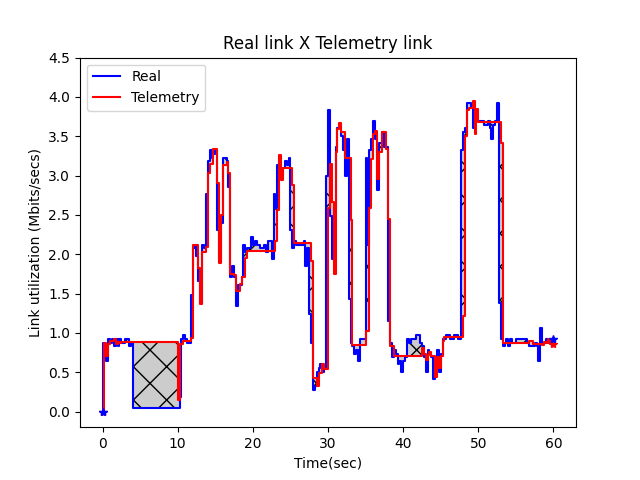 Real link X Telemetry link
4.5
4.0
3.5
3.0
2.5
2.0
1.5
1.0
0.5
0.0
Link utilization (Mbits/secs)
Real
Telemetry
0 10 20 30 40 50 60
Time(sec)